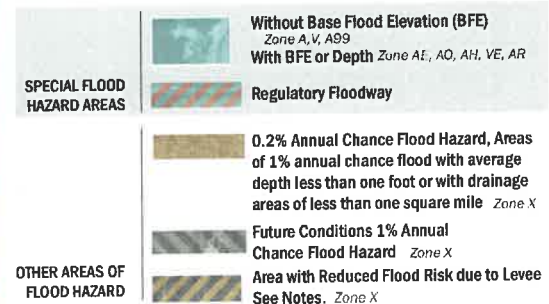 Without Base Flood Elevation (BFE)
Zone A,V, A99
With BFE or Depth Zone AE, AO, AH, VE, AR
SPECIAL FLOOD
HAZARD AREAS
Regulatory Floodway
0.2% Annual Chance Flood Hazard, Areas
of 1% annual chance flood with average
depth less than one foot or with drainage
areas of less than one square mile Zone X
Future Conditions 1% Annual
Chance Flood Hazard Zone X
OTHER AREAS OF
FLOOD HAZARD
Area with Reduced Flood Risk due to Levee
See Notes. Zone X